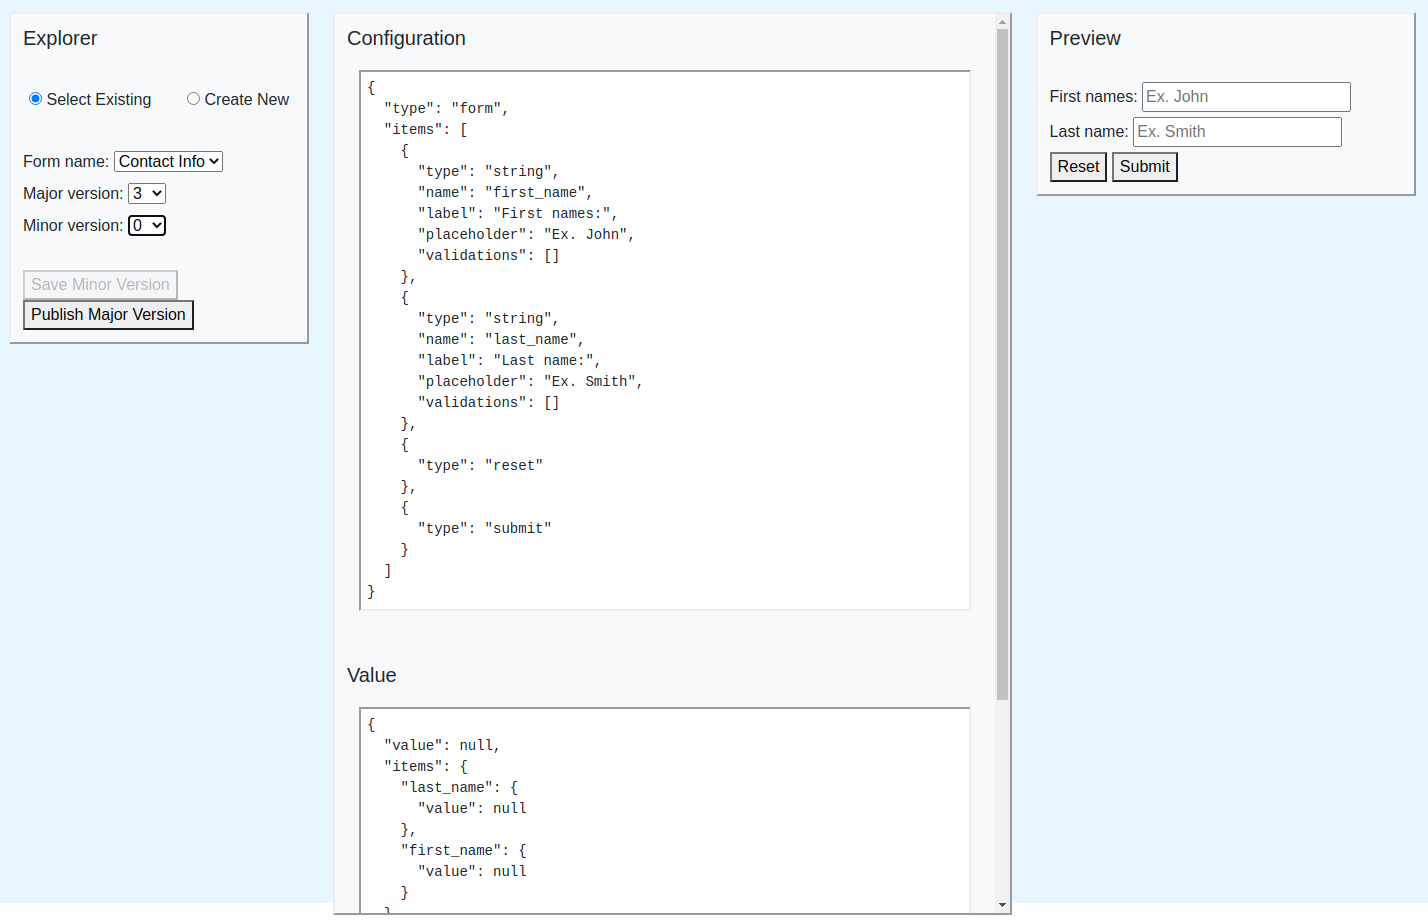 Explorer
Select Existing
Create New
Form name: Contact Info
Major version: 3
Minor version: 0
Save Minor Version
Publish Major Version
Configuration
{
  "type": "form",
  "items": [
    {
      "type": "string",
      "name": "first_name",
      "label": "First names:",
      "placeholder": "Ex. John",
      "validations": []
    },
    {
      "type": "string",
      "name": "last_name",
      "label": "Last name:",
      "placeholder": "Ex. Smith",
      "validations": []
    },
    {
      "type": "reset"
    },
    {
      "type": "submit"
    }
  ]
}
Value
{
  "value": null,
  "items": {
    "last_name": {
      "value": null
    },
    "first_name": {
      "value": null
    }
  }
Preview
First names: Ex. John
Last name: Ex. Smith
Reset Submit